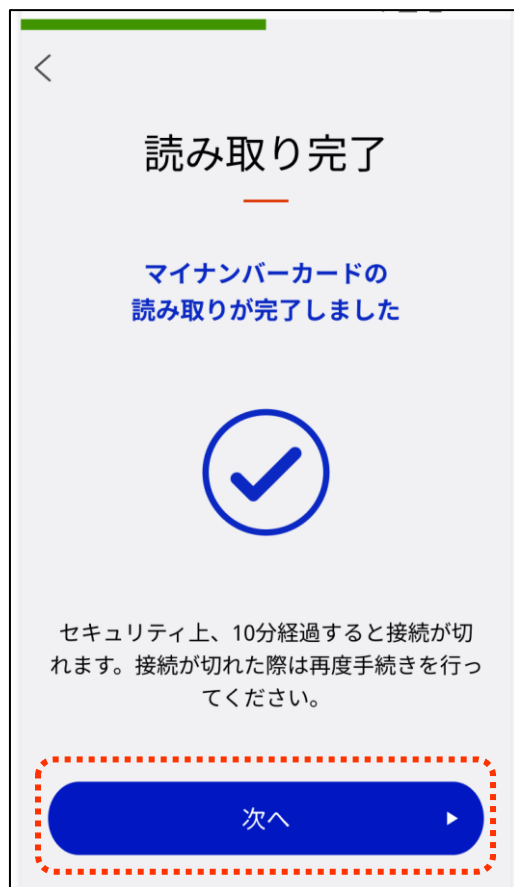 読み取り完了
マイナンバーカードの
読み取りが完了しました
セキュリティ上、10分経過すると接続が切
れます。接続が切れた際は再度手続きを行っ
てください。
次へ